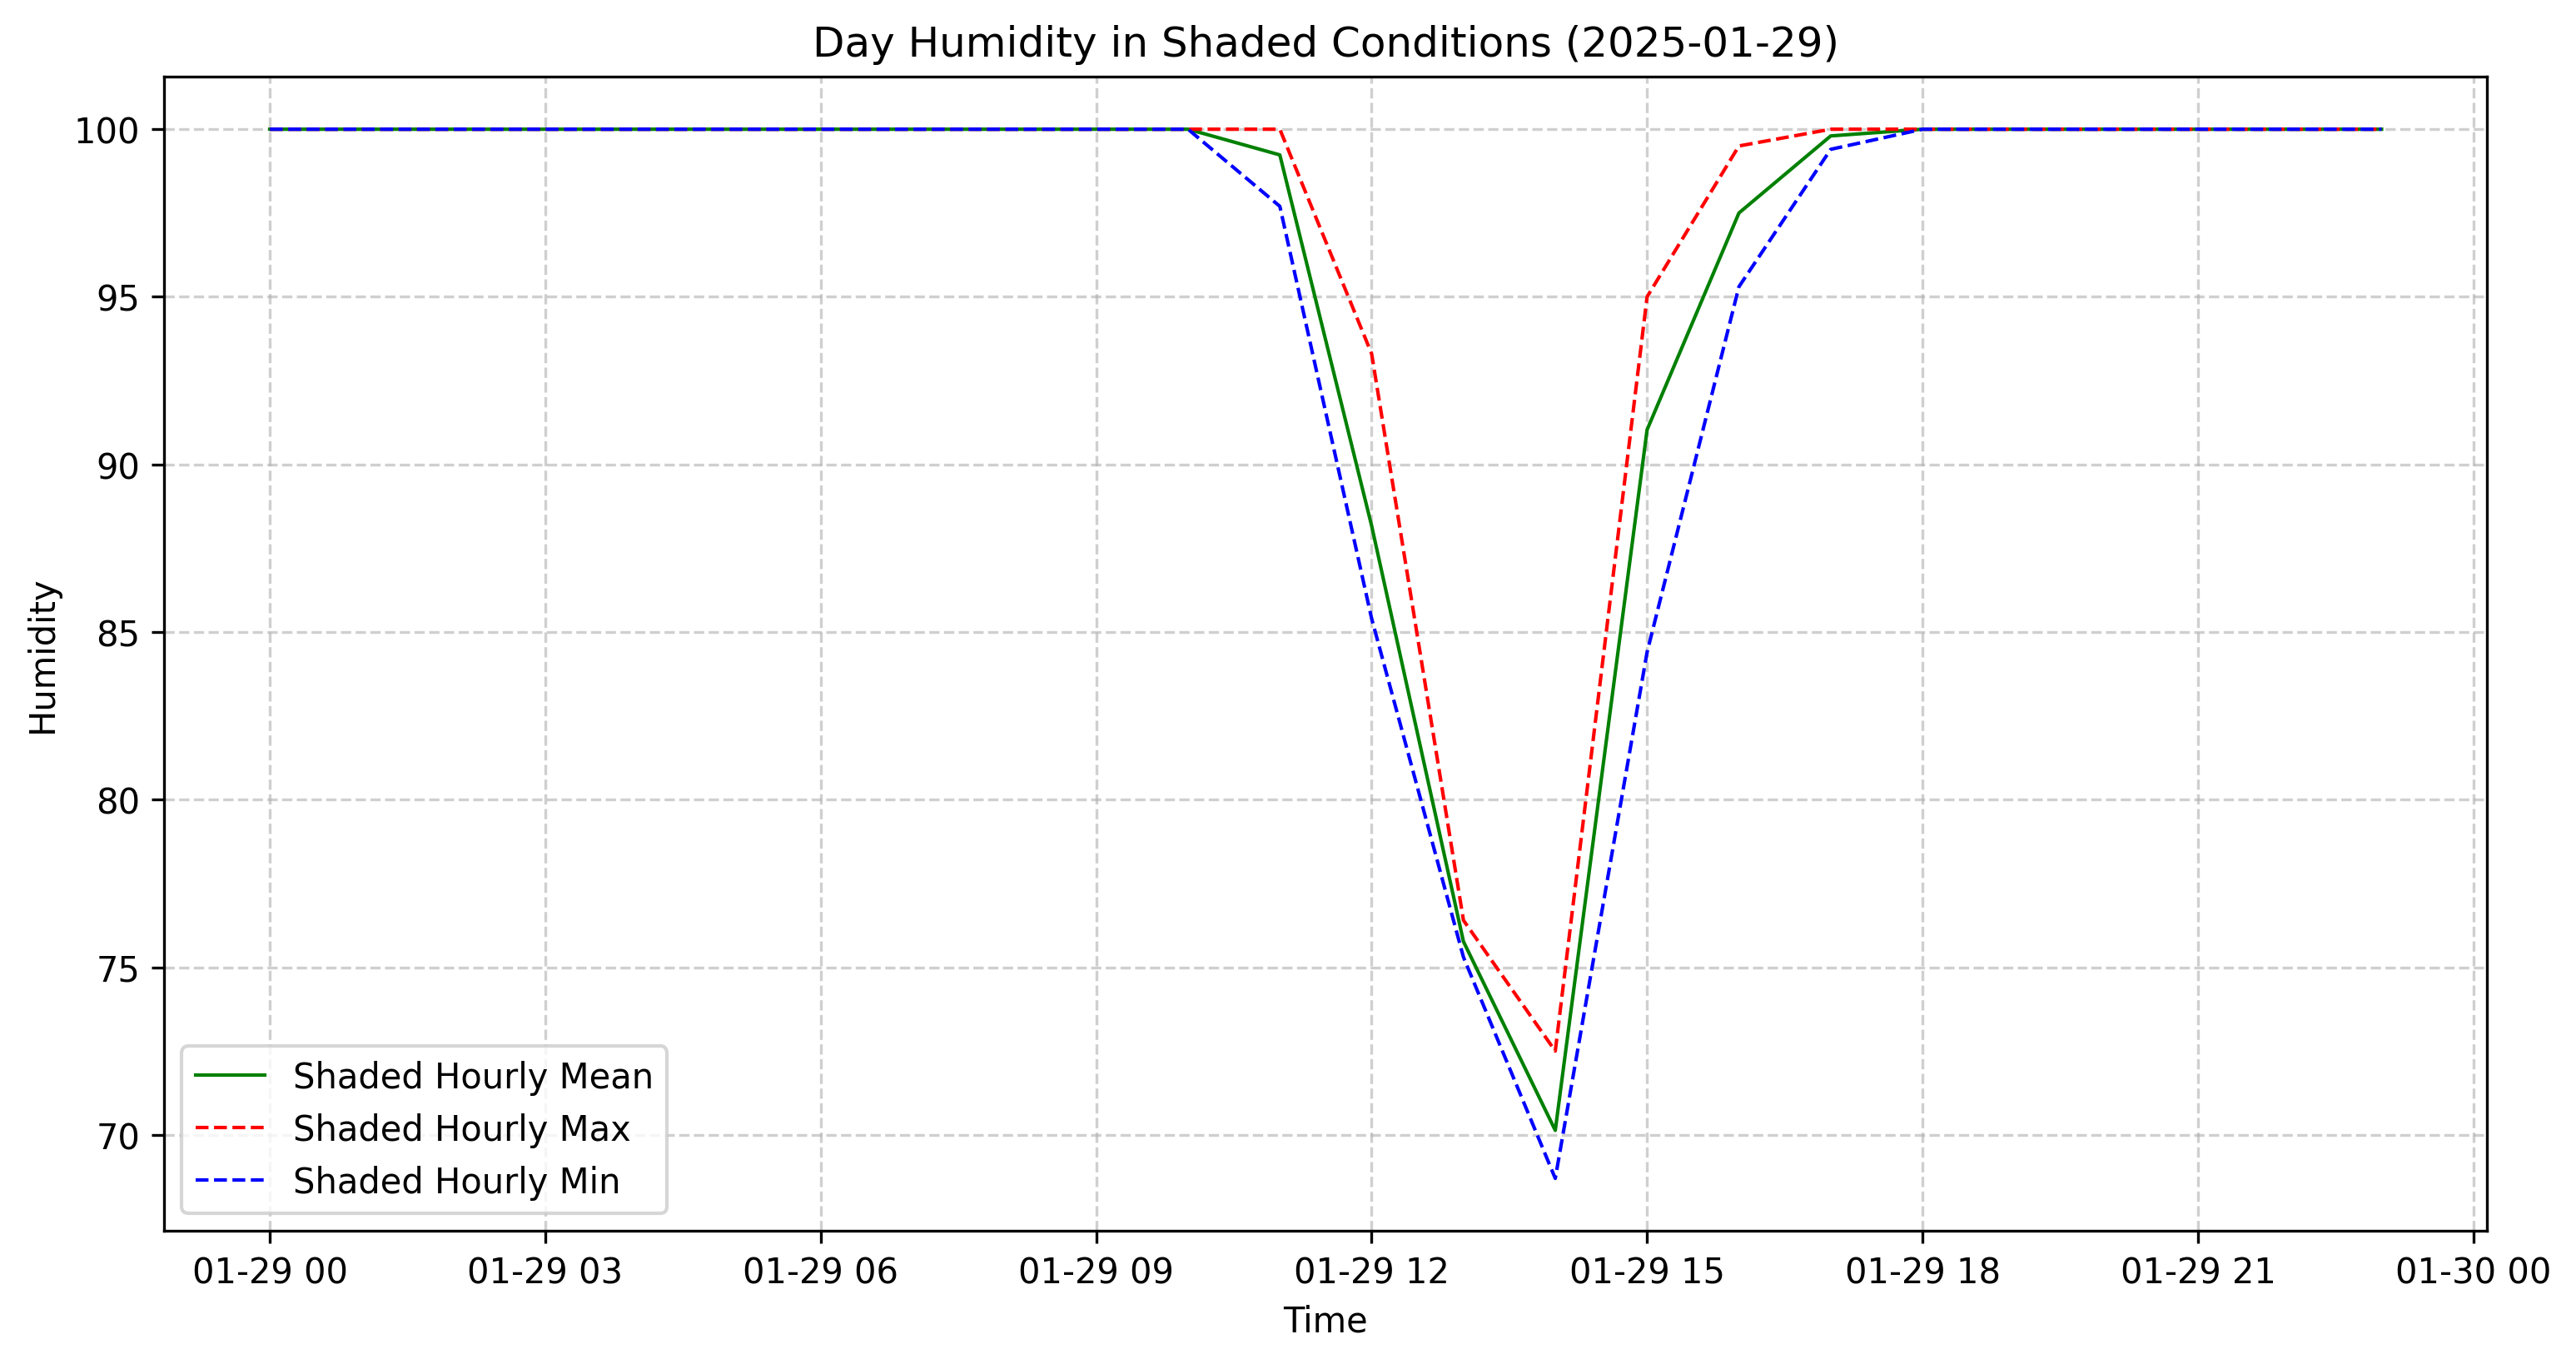 Day Humidity in Shaded Conditions (2025-01-29)
100
95
90
85
80
75
70
Humidity
Shaded Hourly Mean
Shaded Hourly Max
Shaded Hourly Min
01-29 00 01-29 03 01-29 06 01-29 09 01-29 12 01-29 15 01-29 18 01-29 21 01-30 00
Time